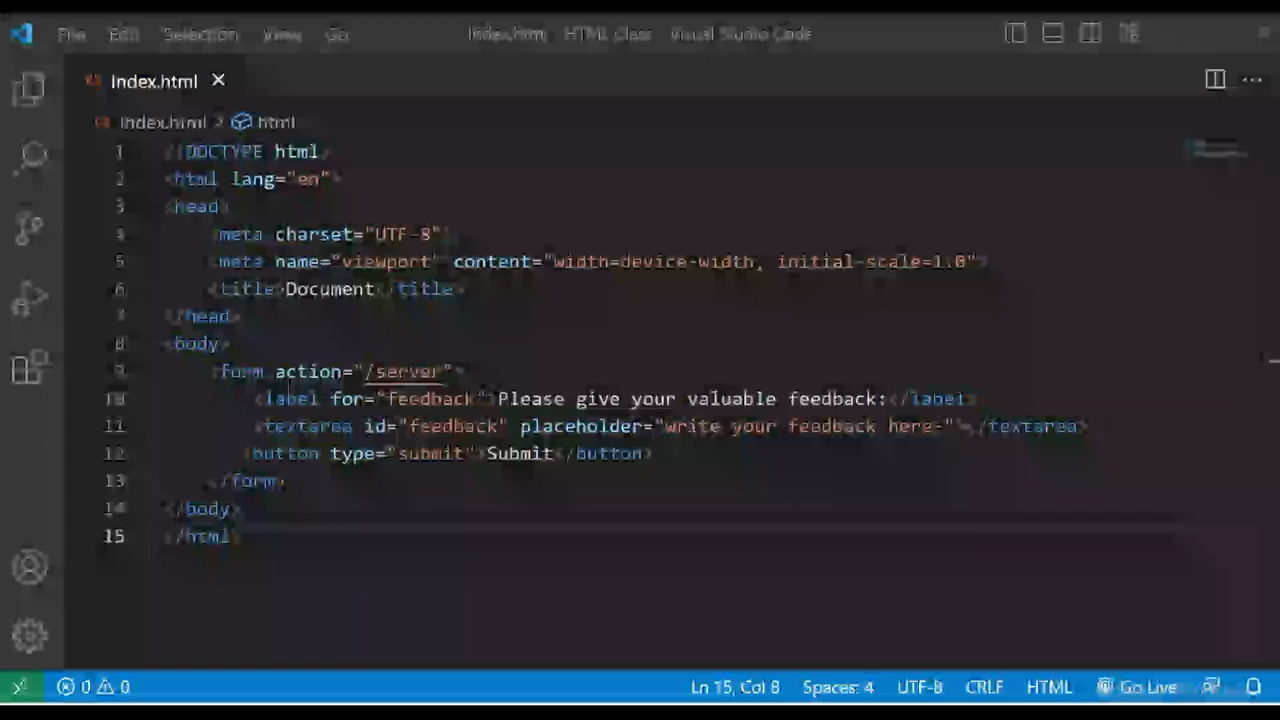 File Edit Selection View Go Index.html HTML Class Visual Studio Code
Index.html
Index.html > html
1 <!DOCTYPE html>
2 <html lang="en">
3 <head>
4 <meta charset="UTF-8">
5 <meta name="viewport" content="width=device-width, initial-scale=1.0">
6 <title>Document</title>
7 </head>
8 <body>
9 <form action="/server">
10 <label for="feedback">Please give your valuable feedback:</label>
11 <textarea id="feedback" placeholder="write your feedback here-"></textarea>
12 <button type="submit">Submit</button>
13 </form>
14 </body>
15 </html>
0 0 Ln 15, Col 8 Spaces: 4 UTF-8 CRLF HTML Go Live